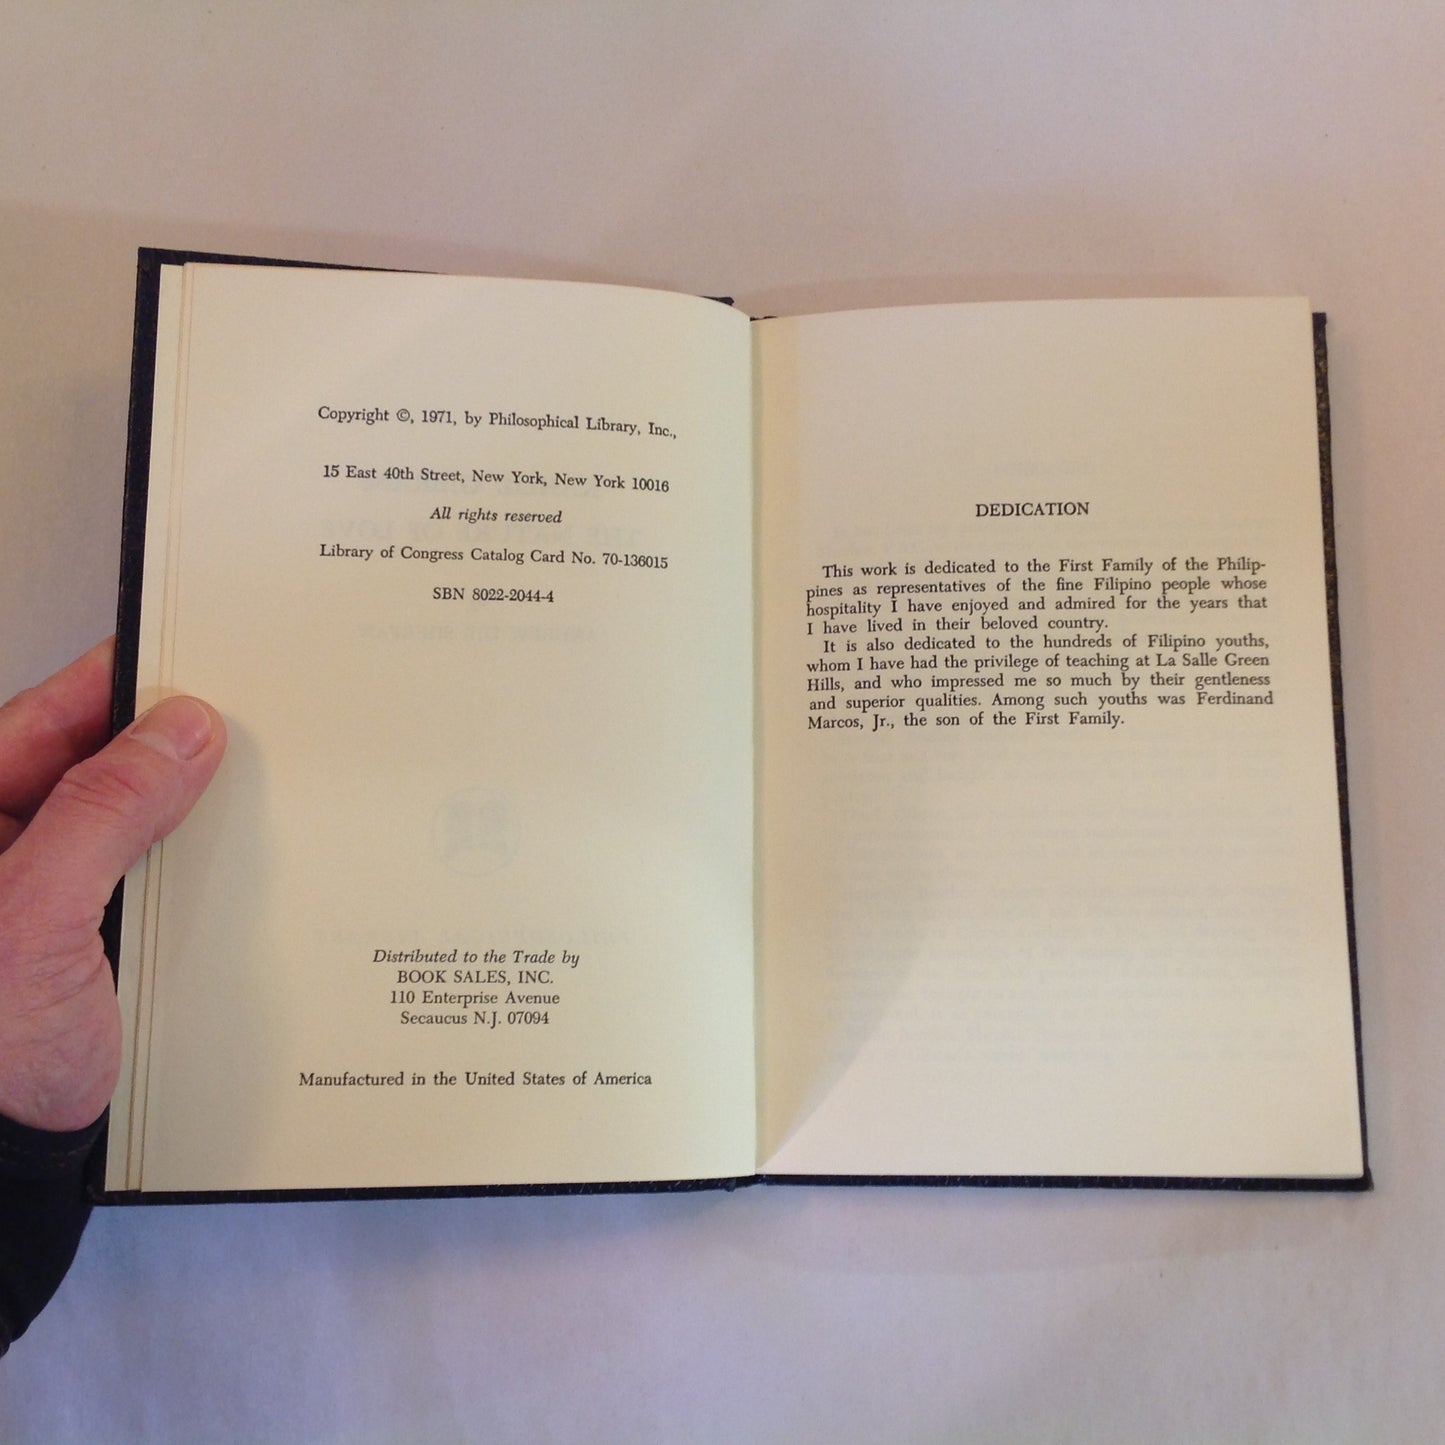 Copyright ©, 1971, by Philosophical Library, Inc.,
15 East 40th Street, New York, New York 10016
All rights reserved
Library of Congress Catalog Card No. 70-136015
SBN 8022-2044-4
Distributed to the Trade by
BOOK SALES, INC.
110 Enterprise Avenue
Secaucus N.J. 07094
Manufactured in the United States of America
DEDICATION
This work is dedicated to the First Family of the Philip-
pines as representatives of the fine Filipino people whose
hospitality I have enjoyed and admired for the years that
I have lived in their beloved country.
It is also dedicated to the hundreds of Filipino youths,
whom I have had the privilege of teaching at La Salle Green
Hills, and who impressed me so much by their gentleness
and superior qualities. Among such youths was Ferdinand
Marcos, Jr., the son of the First Family.